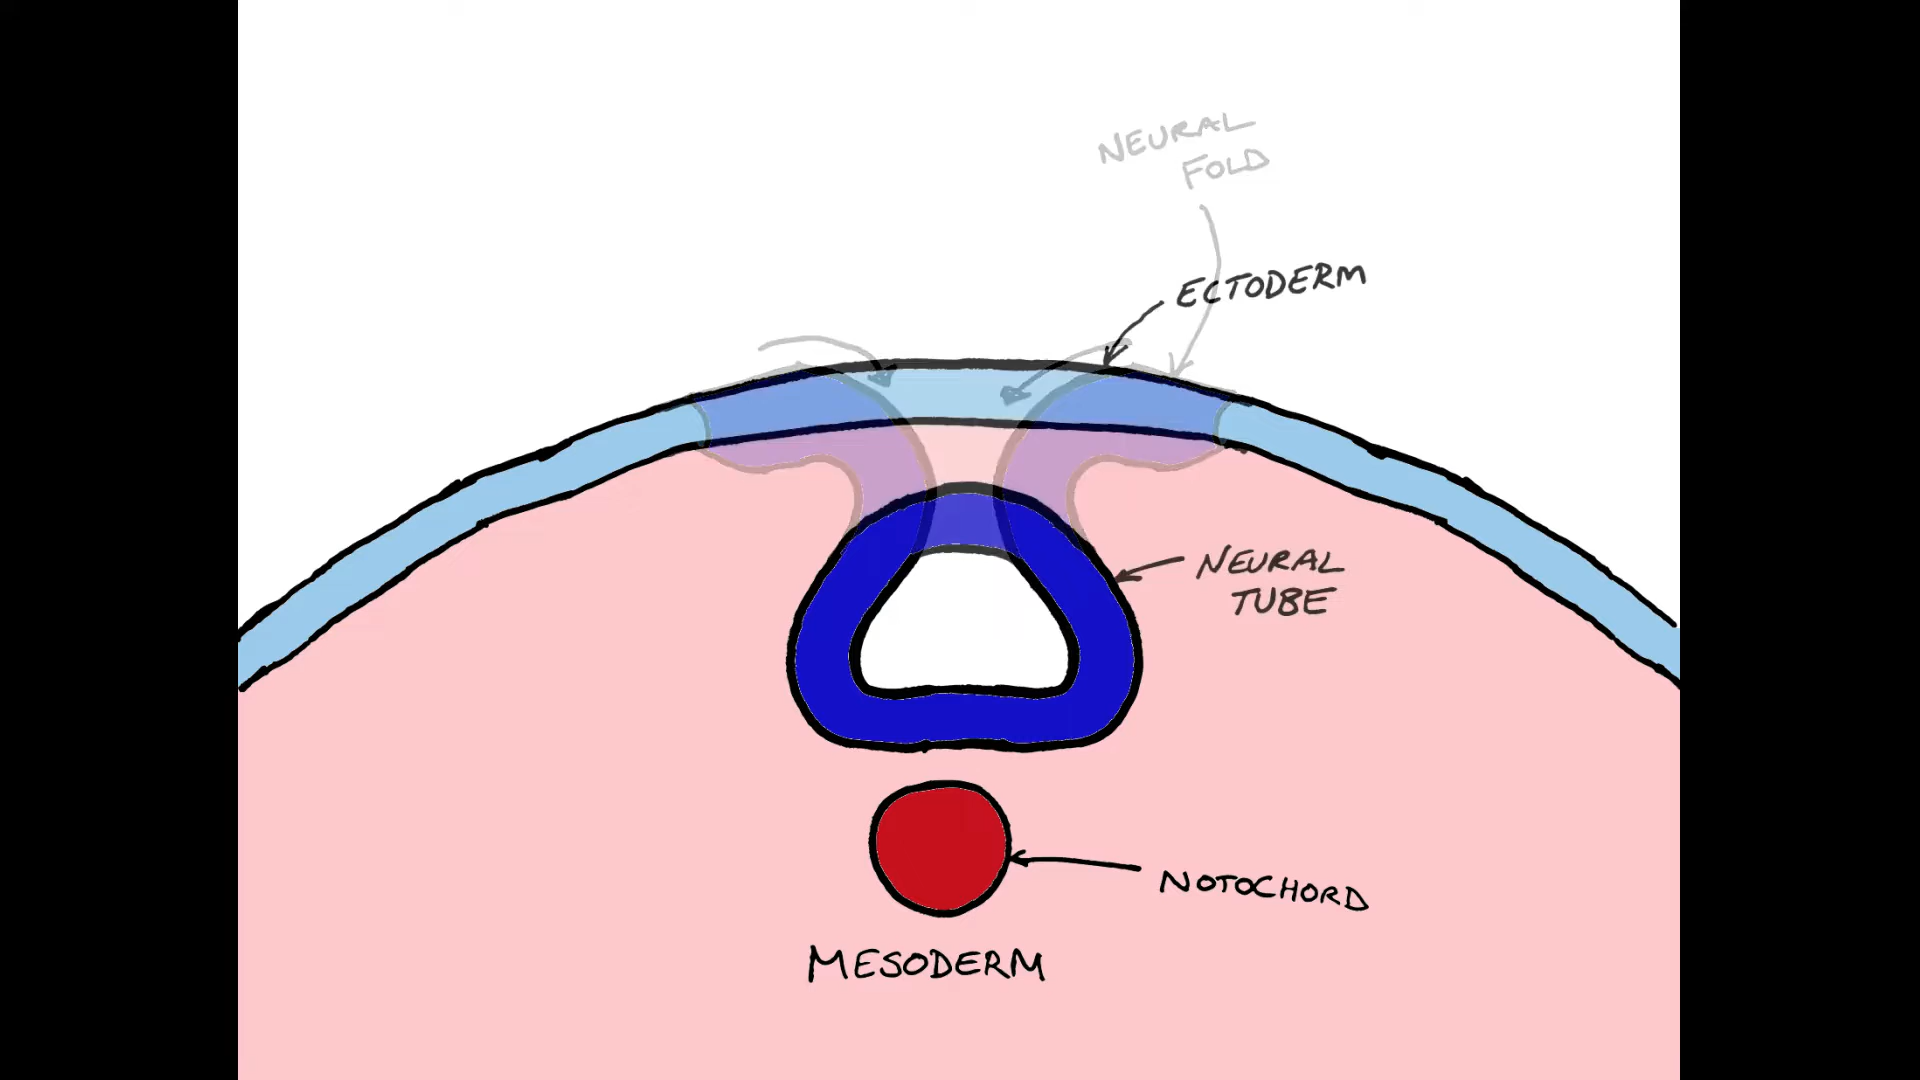 NEURAL
FOLD
ECTODERM
NEURAL
TUBE
NOTOCHORD
MESODERM